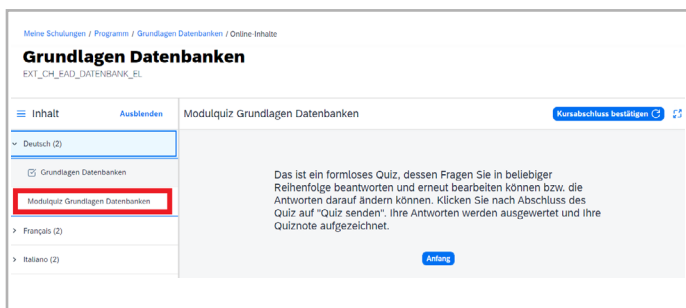 Meine Schulungen / Programm / Grundlagen Datenbanken / Online-Inhalte
Grundlagen Datenbanken
EXT_CH_EAD_DATENBANK_EL
Inhalt
Ausblenden
Deutsch (2)
Grundlagen Datenbanken
Modulquiz Grundlagen Datenbanken
Français (2)
Italiano (2)
Modulquiz Grundlagen Datenbanken
Kursabschluss bestätigen
Das ist ein formloses Quiz, dessen Fragen Sie in beliebiger
Reihenfolge beantworten und erneut bearbeiten können bzw. die
Antworten darauf ändern können. Klicken Sie nach Abschluss des
Quiz auf "Quiz senden". Ihre Antworten werden ausgewertet und Ihre
Quiznote aufgezeichnet.
Anfang